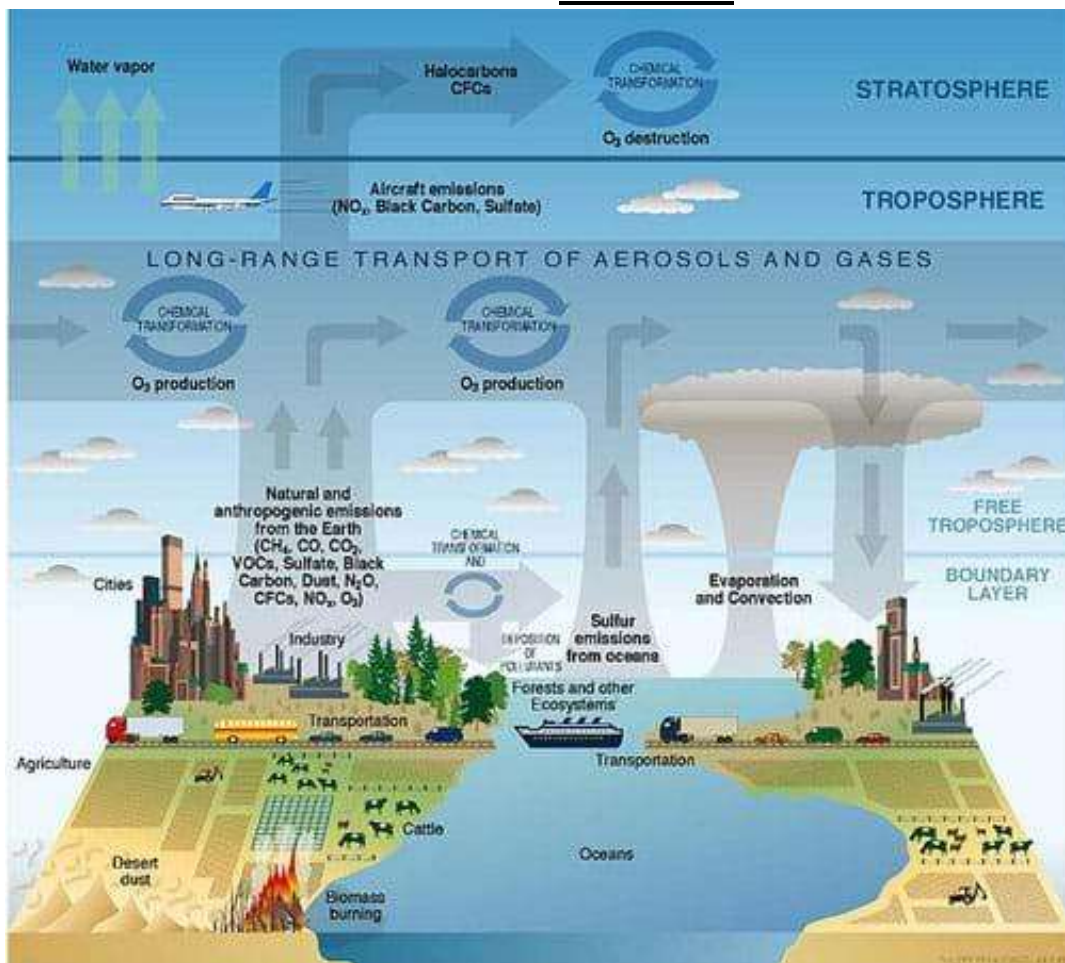 Water vapor
Halocarbons
CFCs
CHEMICAL
TRANSFORMATION
O₃ destruction
STRATOSPHERE
Aircraft emissions
(NOₓ, Black Carbon, Sulfate)
TROPOSPHERE
LONG-RANGE TRANSPORT OF AEROSOLS AND GASES
CHEMICAL
TRANSFORMATION
O₃ production
CHEMICAL
TRANSFORMATION
O₃ production
Natural and
anthropogenic emissions
from the Earth
(CH₄, CO, CO₂,
VOCs, Sulfate, Black
Carbon, Dust, N₂O,
CFCs, NOₓ, O₃)
CHEMICAL
TRANSFORMATION
AND
DEPOSITION
OF
POLLUTANTS
FREE
TROPOSPHERE
BOUNDARY
LAYER
Cities
Industry
Sulfur
emissions
from oceans
Evaporation
and Convection
Forests and other
Ecosystems
Transportation
Transportation
Agriculture
Cattle
Oceans
Desert
dust
Biomass
burning